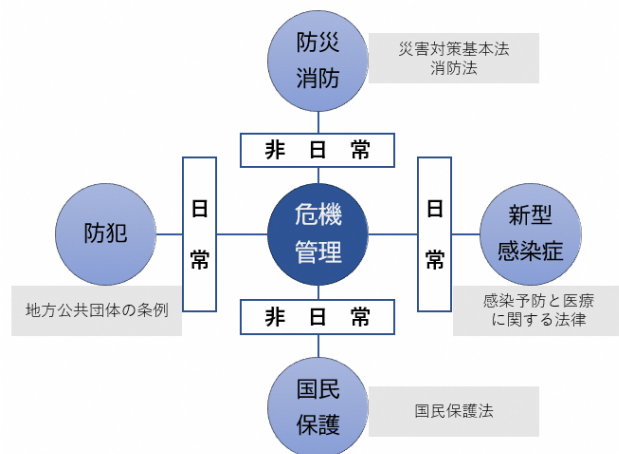 防災
消防
災害対策基本法
消防法
非 日 常
防犯
日
常
危機
管理
日
常
新型
感染症
地方公共団体の条例
感染予防と医療
に関する法律
非 日 常
国民
保護
国民保護法